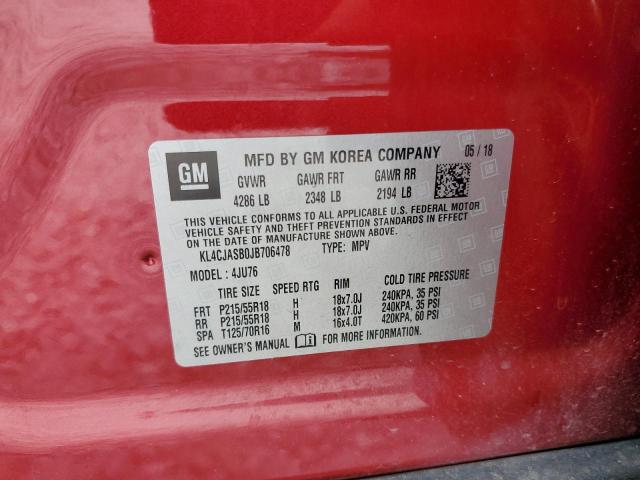 GM
MFD BY GM KOREA COMPANY 05 / 18
GVWR GAWR FRT GAWR RR
4286 LB 2348 LB 2194 LB
THIS VEHICLE CONFORMS TO ALL APPLICABLE U.S. FEDERAL MOTOR
VEHICLE SAFETY AND THEFT PREVENTION STANDARDS IN EFFECT
ON THE DATE OF MANUFACTURE SHOWN ABOVE.
KL4CJASB0JB706478 TYPE: MPV
MODEL : 4JU76
TIRE SIZE SPEED RTG RIM COLD TIRE PRESSURE
FRT P215/55R18 H 18x7.0J 240KPA, 35 PSI
RR P215/55R18 H 18x7.0J 240KPA, 35 PSI
SPA T125/70R16 M 16x4.0T 420KPA, 60 PSI
SEE OWNER'S MANUAL FOR MORE INFORMATION